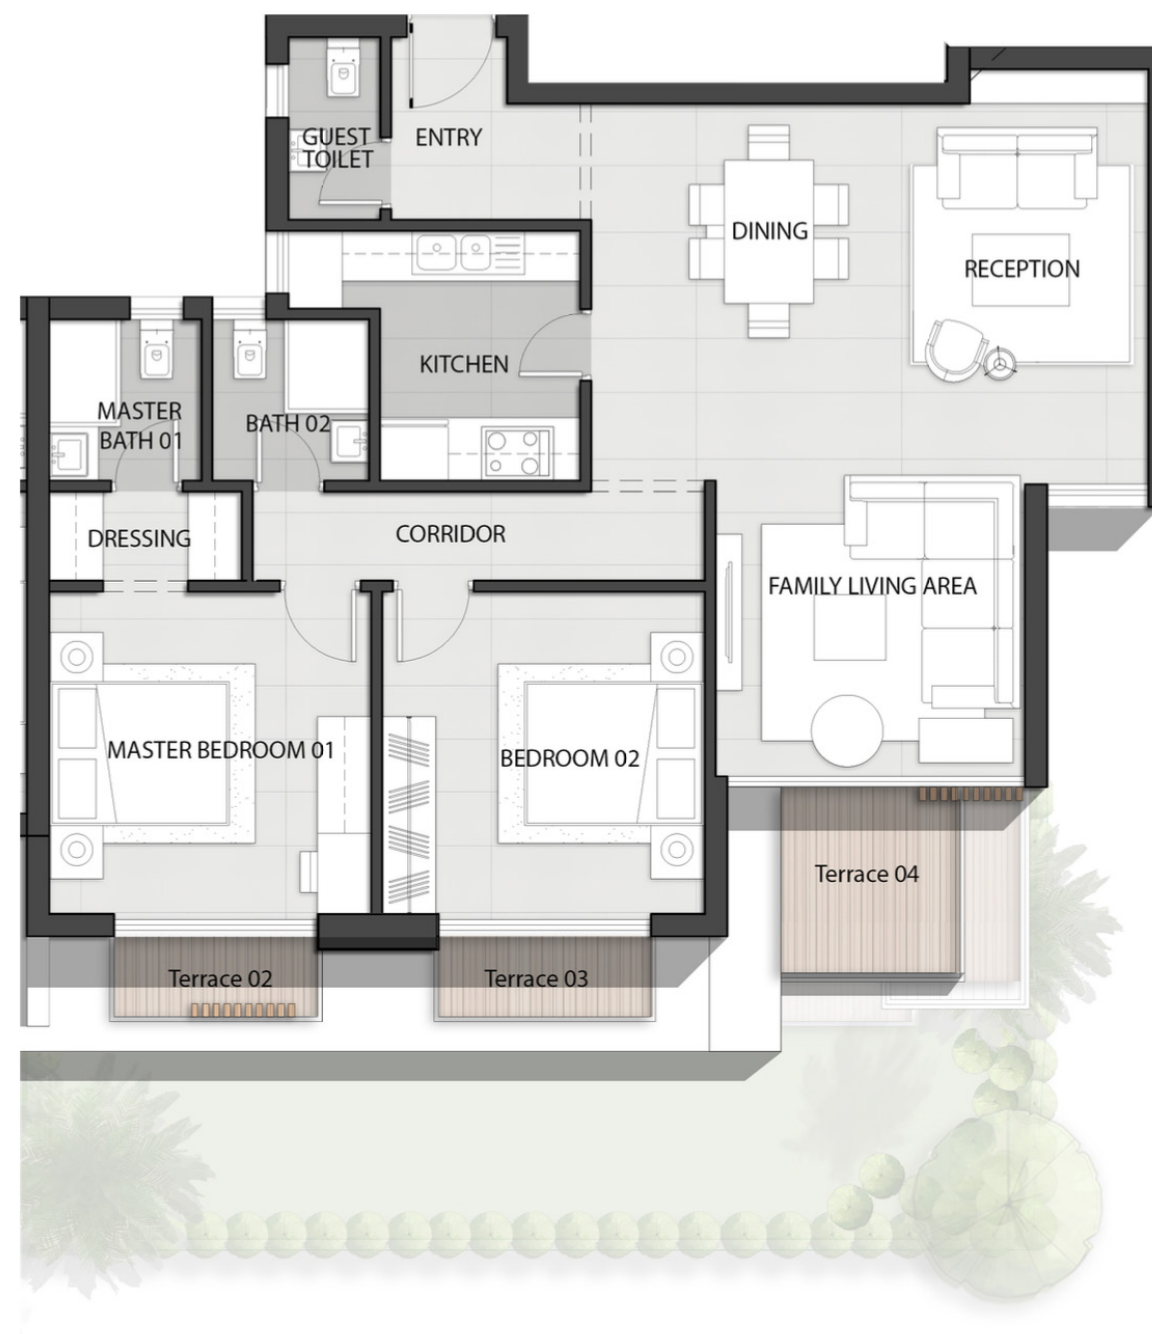 GUEST
TOILET
ENTRY
DINING
RECEPTION
KITCHEN
MASTER
BATH 01
BATH 02
DRESSING
CORRIDOR
FAMILY LIVING AREA
MASTER BEDROOM 01
BEDROOM 02
Terrace 04
Terrace 02
Terrace 03